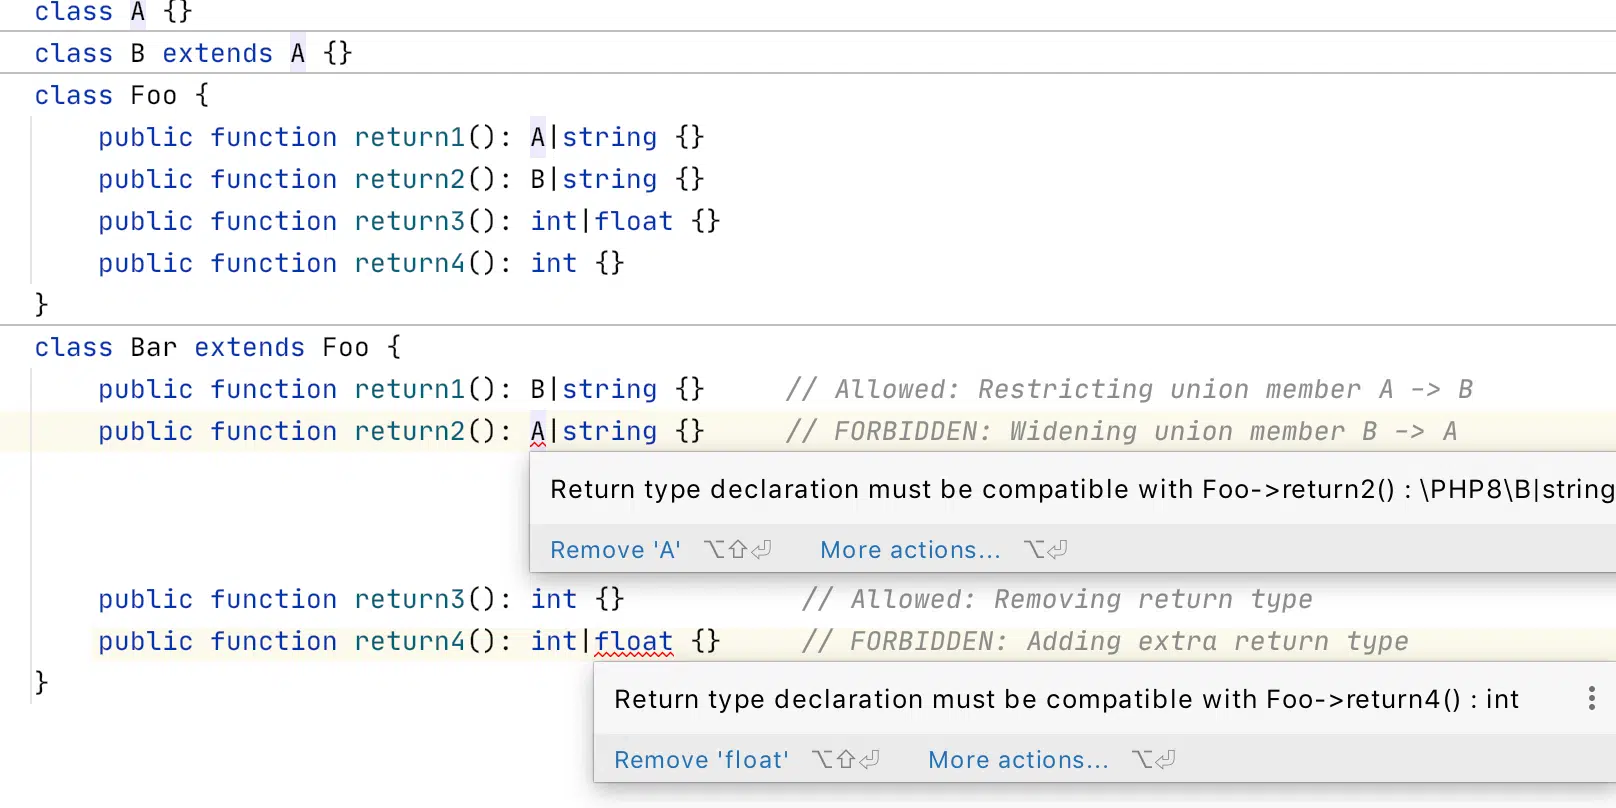 class A {}
class B extends A {}
class Foo {
    public function return1(): A|string {}
    public function return2(): B|string {}
    public function return3(): int|float {}
    public function return4(): int {}
}
class Bar extends Foo {
    public function return1(): B|string {}     // Allowed: Restricting union member A -> B
    public function return2(): A|string {}     // FORBIDDEN: Widening union member B -> A
Return type declaration must be compatible with Foo->return2() : \PHP8\B|string
Remove 'A' ⌥⇧⏎ More actions... ⌥⏎
    public function return3(): int {}           // Allowed: Removing return type
    public function return4(): int|float {}     // FORBIDDEN: Adding extra return type
}
Return type declaration must be compatible with Foo->return4() : int
Remove 'float' ⌥⇧⏎ More actions... ⌥⏎